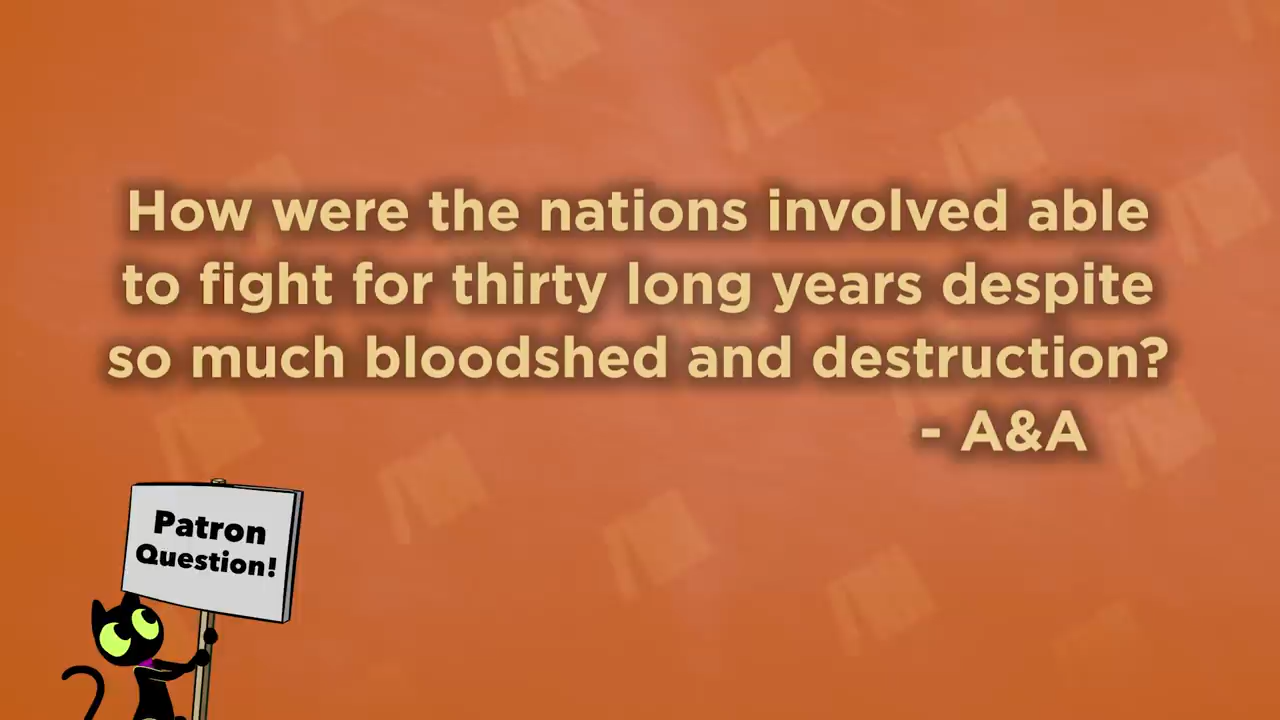 How were the nations involved able
to fight for thirty long years despite
so much bloodshed and destruction?
- A&A
Patron
Question!